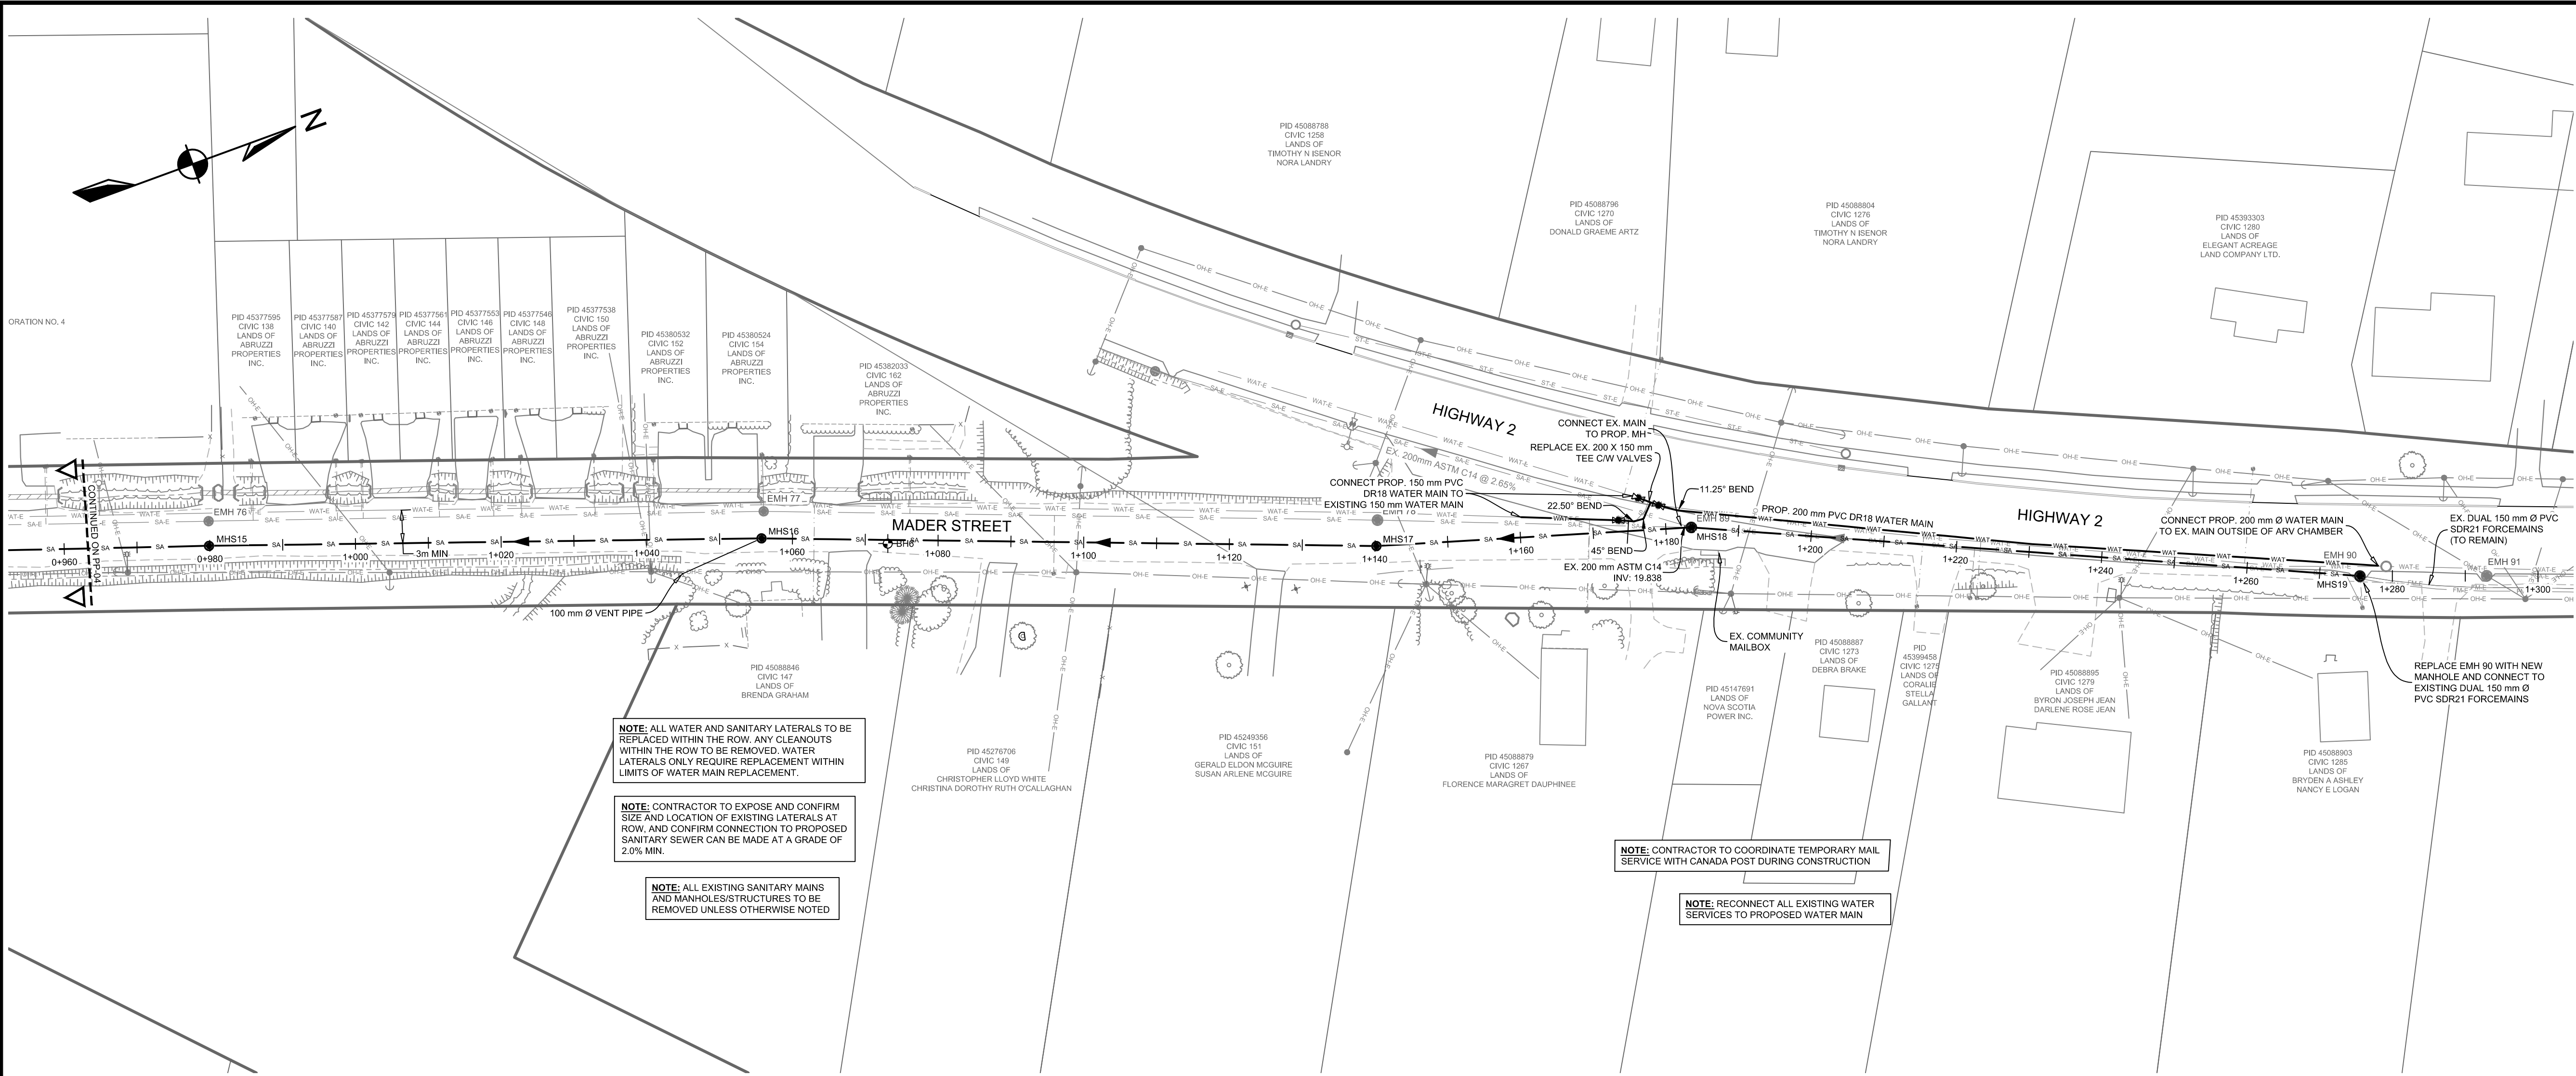 N
ORATION NO. 4
PID 45377595
CIVIC 138
LANDS OF
ABRUZZI
PROPERTIES
INC.
PID 45377587
CIVIC 140
LANDS OF
ABRUZZI
PROPERTIES
INC.
PID 45377579
CIVIC 142
LANDS OF
ABRUZZI
PROPERTIES
INC.
PID 45377561
CIVIC 144
LANDS OF
ABRUZZI
PROPERTIES
INC.
PID 45377553
CIVIC 146
LANDS OF
ABRUZZI
PROPERTIES
INC.
PID 45377546
CIVIC 148
LANDS OF
ABRUZZI
PROPERTIES
INC.
PID 45377538
CIVIC 150
LANDS OF
ABRUZZI
PROPERTIES
INC.
PID 45380532
CIVIC 152
LANDS OF
ABRUZZI
PROPERTIES
INC.
PID 45380524
CIVIC 154
LANDS OF
ABRUZZI
PROPERTIES
INC.
PID 45382033
CIVIC 162
LANDS OF
ABRUZZI
PROPERTIES
INC.
PID 45088788
CIVIC 1258
LANDS OF
TIMOTHY N ISENOR
NORA LANDRY
PID 45088796
CIVIC 1270
LANDS OF
DONALD GRAEME ARTZ
PID 45088804
CIVIC 1276
LANDS OF
TIMOTHY N ISENOR
NORA LANDRY
PID 45393303
CIVIC 1280
LANDS OF
ELEGANT ACREAGE
LAND COMPANY LTD.
HIGHWAY 2
EX. 200mm ASTM C14 @ 2.65%
CONNECT EX. MAIN
TO PROP. MH
REPLACE EX. 200 X 150 mm
TEE C/W VALVES
CONNECT PROP. 150 mm PVC
DR18 WATER MAIN TO
EXISTING 150 mm WATER MAIN
22.50° BEND
11.25° BEND
45° BEND
EX. 200 mm ASTM C14
INV: 19.838
PROP. 200 mm PVC DR18 WATER MAIN
HIGHWAY 2
CONNECT PROP. 200 mm Ø WATER MAIN
TO EX. MAIN OUTSIDE OF ARV CHAMBER
EX. DUAL 150 mm Ø PVC
SDR21 FORCEMAINS
(TO REMAIN)
CONTINUED ON PP-04
EMH 76
EMH 77
EMH 78
EMH 89
EMH 90
EMH 91
MADER STREET
MHS15
MHS16
BH6
MHS17
MHS18
MHS19
3m MIN
0+960
0+980
1+000
1+020
1+040
1+060
1+080
1+100
1+120
1+140
1+160
1+180
1+200
1+220
1+240
1+260
1+280
1+300
100 mm Ø VENT PIPE
EX. COMMUNITY
MAILBOX
REPLACE EMH 90 WITH NEW
MANHOLE AND CONNECT TO
EXISTING DUAL 150 mm Ø
PVC SDR21 FORCEMAINS
PID 45088846
CIVIC 147
LANDS OF
BRENDA GRAHAM
PID 45276706
CIVIC 149
LANDS OF
CHRISTOPHER LLOYD WHITE
CHRISTINA DOROTHY RUTH O'CALLAGHAN
PID 45249356
CIVIC 151
LANDS OF
GERALD ELDON MCGUIRE
SUSAN ARLENE MCGUIRE
PID 45088879
CIVIC 1267
LANDS OF
FLORENCE MARAGRET DAUPHINEE
PID 45147691
LANDS OF
NOVA SCOTIA
POWER INC.
PID 45088887
CIVIC 1273
LANDS OF
DEBRA BRAKE
PID
45399458
CIVIC 1275
LANDS OF
CORALIE
STELLA
GALLANT
PID 45088895
CIVIC 1279
LANDS OF
BYRON JOSEPH JEAN
DARLENE ROSE JEAN
PID 45088903
CIVIC 1285
LANDS OF
BRYDEN A ASHLEY
NANCY E LOGAN
NOTE: ALL WATER AND SANITARY LATERALS TO BE
REPLACED WITHIN THE ROW. ANY CLEANOUTS
WITHIN THE ROW TO BE REMOVED. WATER
LATERALS ONLY REQUIRE REPLACEMENT WITHIN
LIMITS OF WATER MAIN REPLACEMENT.
NOTE: CONTRACTOR TO EXPOSE AND CONFIRM
SIZE AND LOCATION OF EXISTING LATERALS AT
ROW, AND CONFIRM CONNECTION TO PROPOSED
SANITARY SEWER CAN BE MADE AT A GRADE OF
2.0% MIN.
NOTE: ALL EXISTING SANITARY MAINS
AND MANHOLES/STRUCTURES TO BE
REMOVED UNLESS OTHERWISE NOTED
NOTE: CONTRACTOR TO COORDINATE TEMPORARY MAIL
SERVICE WITH CANADA POST DURING CONSTRUCTION
NOTE: RECONNECT ALL EXISTING WATER
SERVICES TO PROPOSED WATER MAIN